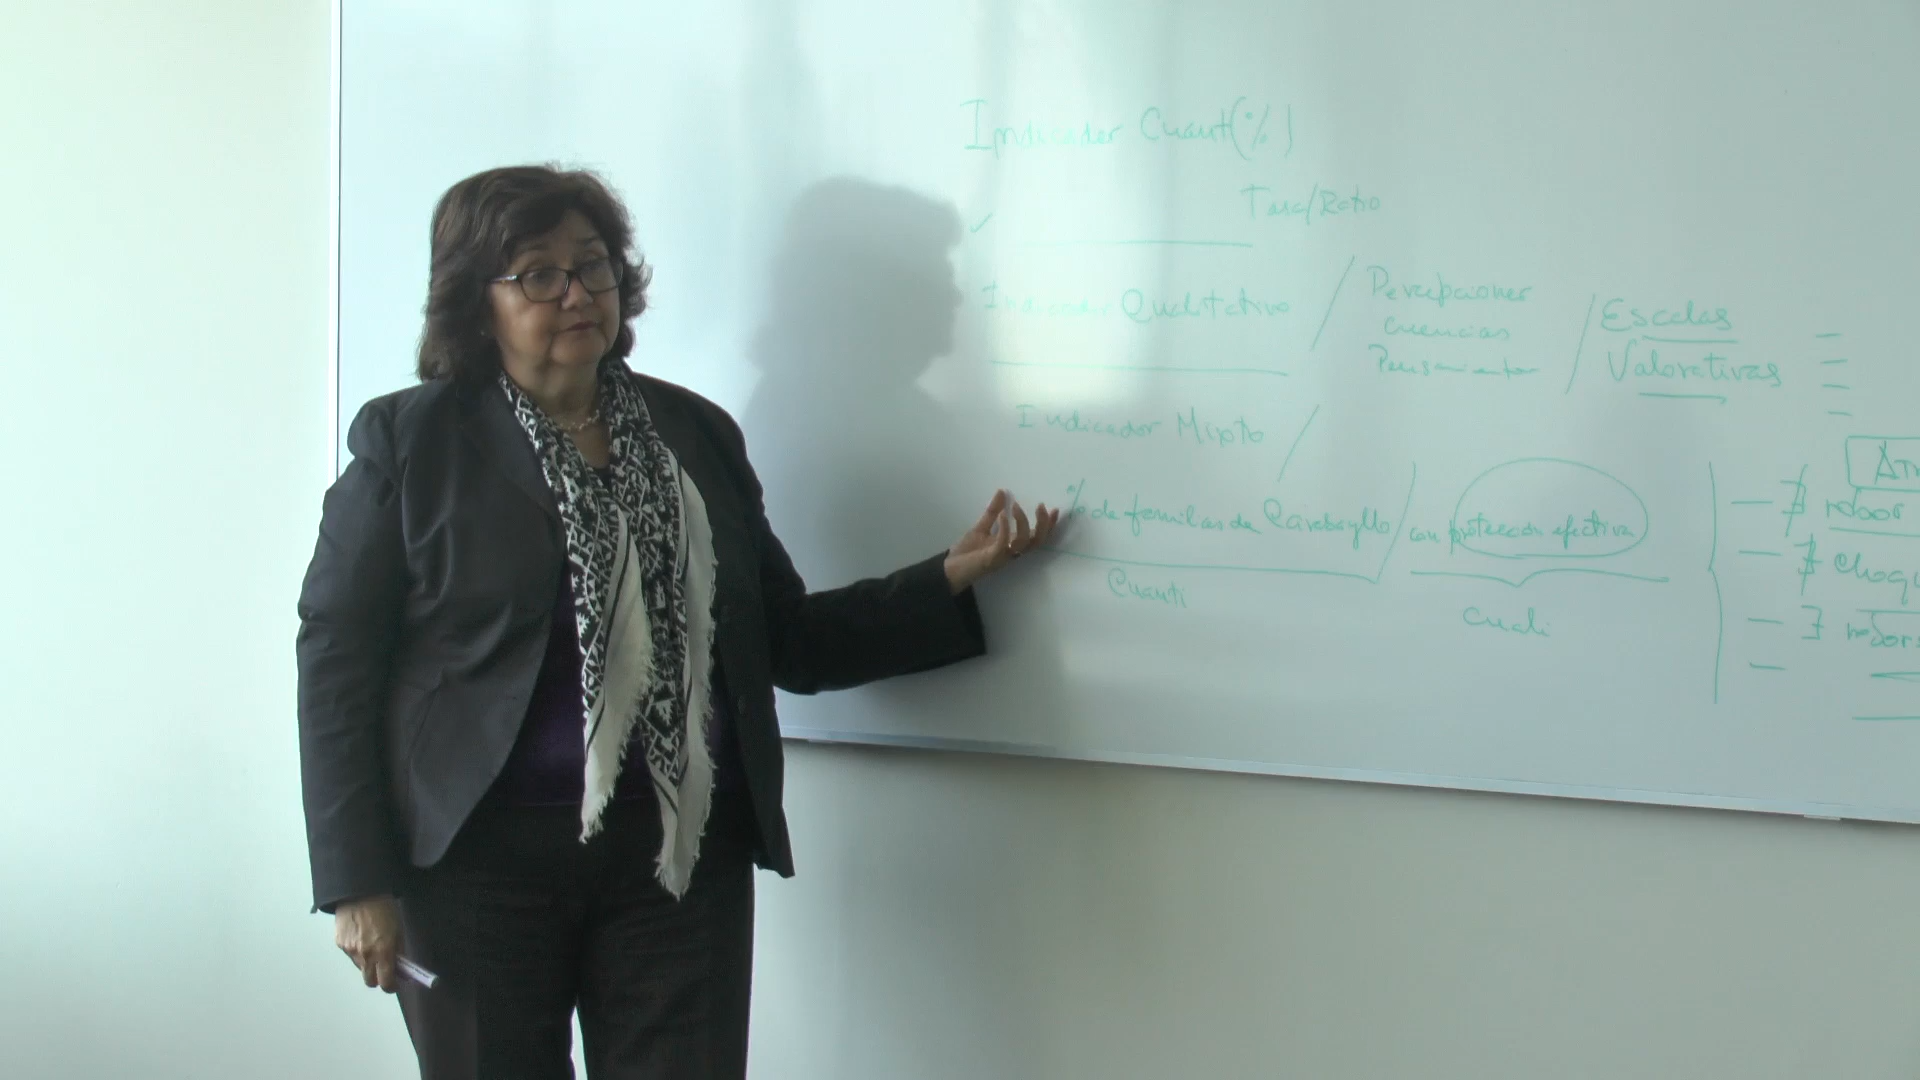 Indicador Cuant(%)
Tasa/Ratio
Indicador Qualitativo / Percepciones / Escalas
creencias
Valorativas
Pensamientos
Indicador Mixto /
% de familias de Carabayllo / con protección efectiva
Cuanti
Cuali